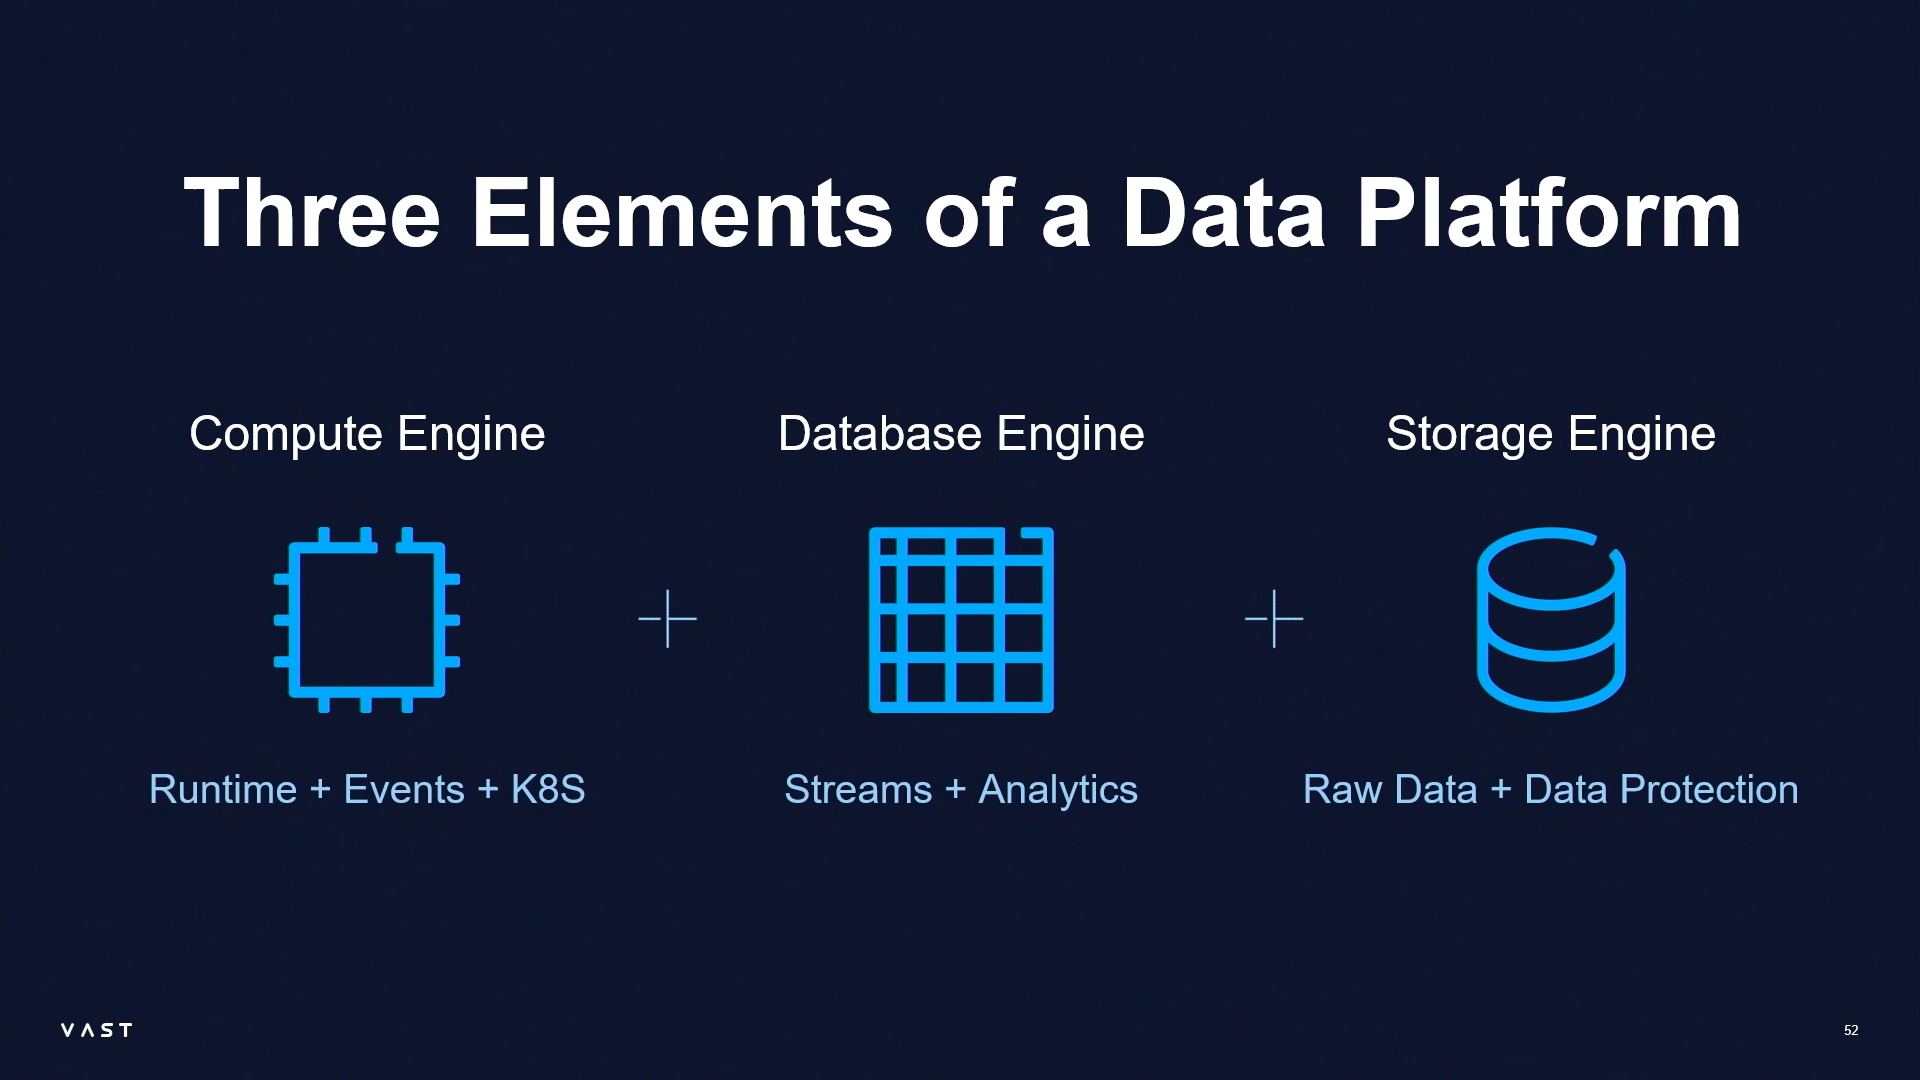 Three Elements of a Data Platform
Compute Engine
Database Engine
Storage Engine
Runtime + Events + K8S
Streams + Analytics
Raw Data + Data Protection
VAST
52